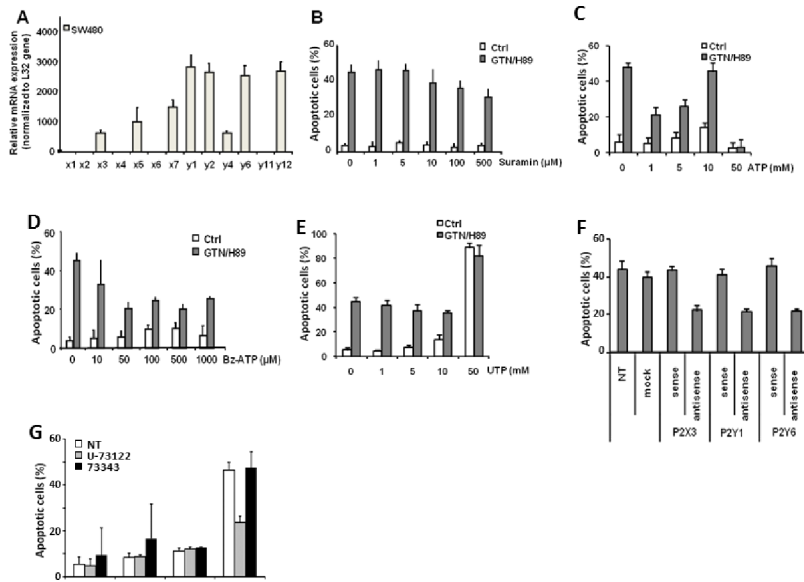 A
SW480
Relative mRNA expression
(normalized to L32 gene)
4000
3000
2000
1000
0
x1 x2 x3 x4 x5 x6 x7 y1 y2 y4 y6 y11 y12
B
Ctrl
GTN/H89
Apoptotic cells (%)
60
40
20
0
0 1 5 10 100 500 Suramin (µM)
C
Ctrl
GTN/H89
Apoptotic cells (%)
60
40
20
0
0 1 5 10 50 ATP (mM)
D
Ctrl
GTN/H89
Apoptotic cells (%)
60
40
20
0
0 10 50 100 500 1000 Bz-ATP (µM)
E
Ctrl
GTN/H89
Apoptotic cells (%)
100
80
60
40
20
0
0 1 5 10 50 UTP (mM
F
Apoptotic cells (%)
60
40
20
0
NT mock sense antisense sense antisense sense antisense
P2X3 P2Y1 P2Y6
G
NT
U-73122
73343
Apoptotic cells (%)
60
40
20
0